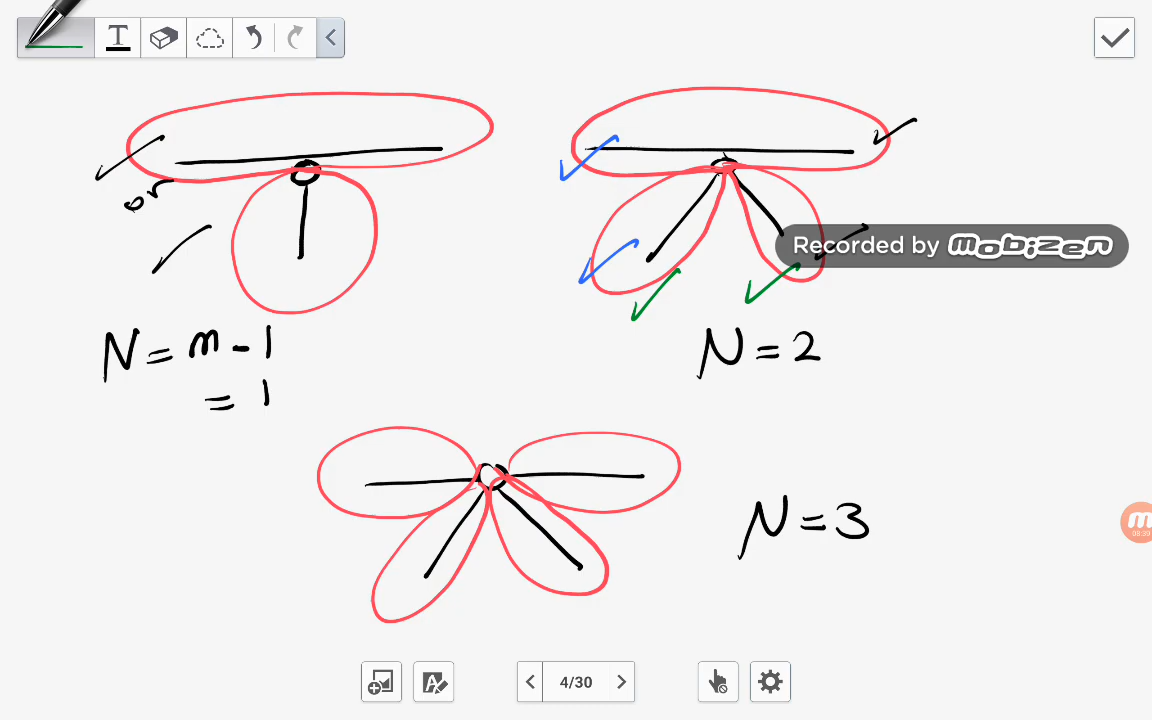 T
or
Recorded by mobizen
N = m - 1
= 1
N = 2
N = 3
A
m
4/30